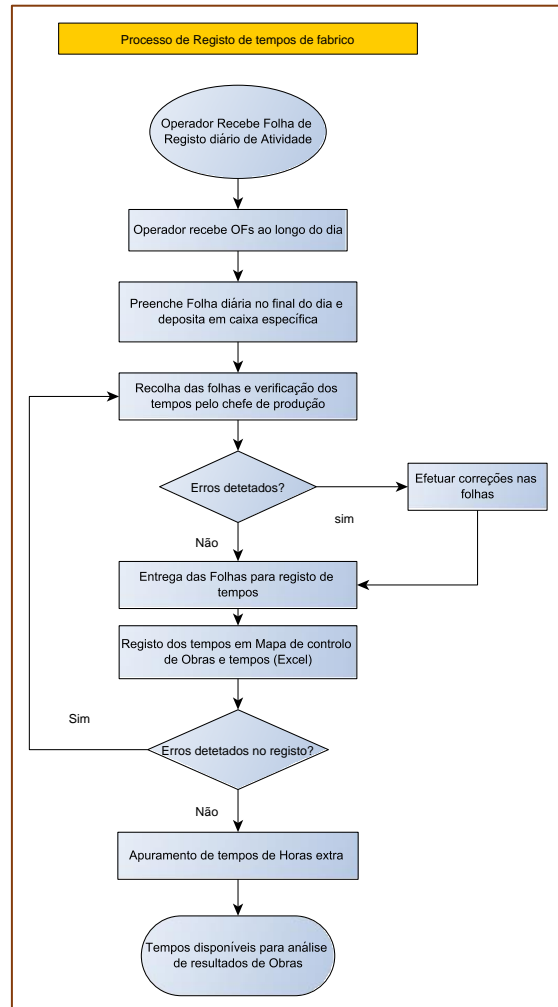 Processo de Registo de tempos de fabrico
Operador Recebe Folha de
Registo diário de Atividade
Operador recebe OFs ao longo do dia
Preenche Folha diária no final do dia e
deposita em caixa específica
Recolha das folhas e verificação dos
tempos pelo chefe de produção
Erros detetados?
sim
Efetuar correções nas
folhas
Não
Entrega das Folhas para registo de
tempos
Registo dos tempos em Mapa de controlo
de Obras e tempos (Excel)
Sim
Erros detetados no registo?
Não
Apuramento de tempos de Horas extra
Tempos disponíveis para análise
de resultados de Obras